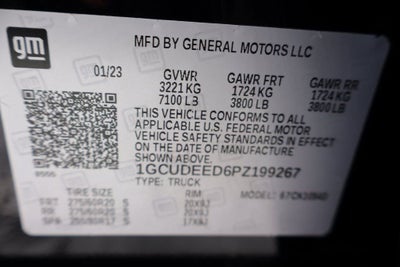 gm
MFD BY GENERAL MOTORS LLC
01/23 GVWR GAWR FRT GAWR RR
3221 KG 1724 KG 1724 KG
7100 LB 3800 LB 3800 LB
THIS VEHICLE CONFORMS TO ALL
APPLICABLE U.S. FEDERAL MOTOR
VEHICLE SAFETY STANDARDS IN EFFECT
ON THE DATE OF MANUFACTURE SHOWN ABOVE.
1GCUDEED6PZ199267
TYPE: TRUCK MODEL:
TIRE SIZE RIM
FRT 275/60R20 S 20X9J
RR 275/60R20 S 20X9J
SPA 255/80R17 S 17X8J